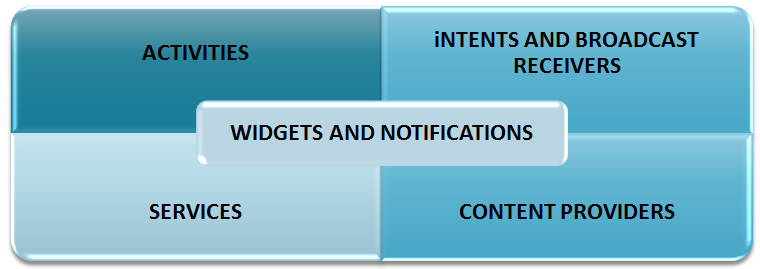 ACTIVITIES
iNTENTS AND BROADCAST
RECEIVERS
WIDGETS AND NOTIFICATIONS
SERVICES
CONTENT PROVIDERS